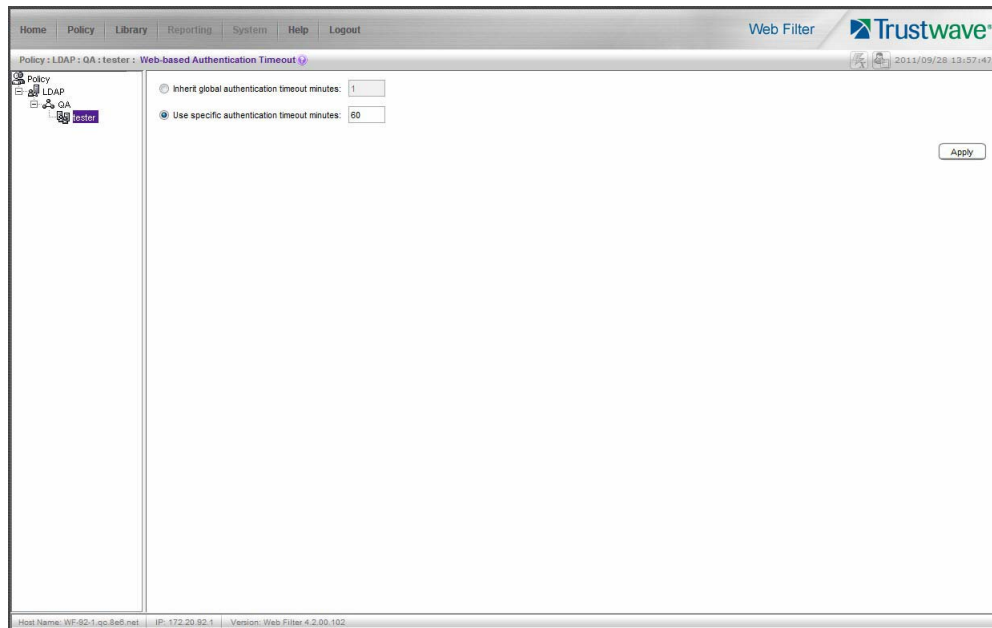 Home Policy Library Reporting System Help Logout Web Filter Trustwave®
Policy : LDAP : QA : tester : Web-based Authentication Timeout ? 2011/09/28 13:57:47
Policy
LDAP
QA
tester
Inherit global authentication timeout minutes: 1
Use specific authentication timeout minutes: 60
Apply
Host Name: WF-92-1.qc.8e6.net IP: 172.20.92.1 Version: Web Filter 4.2.00.102